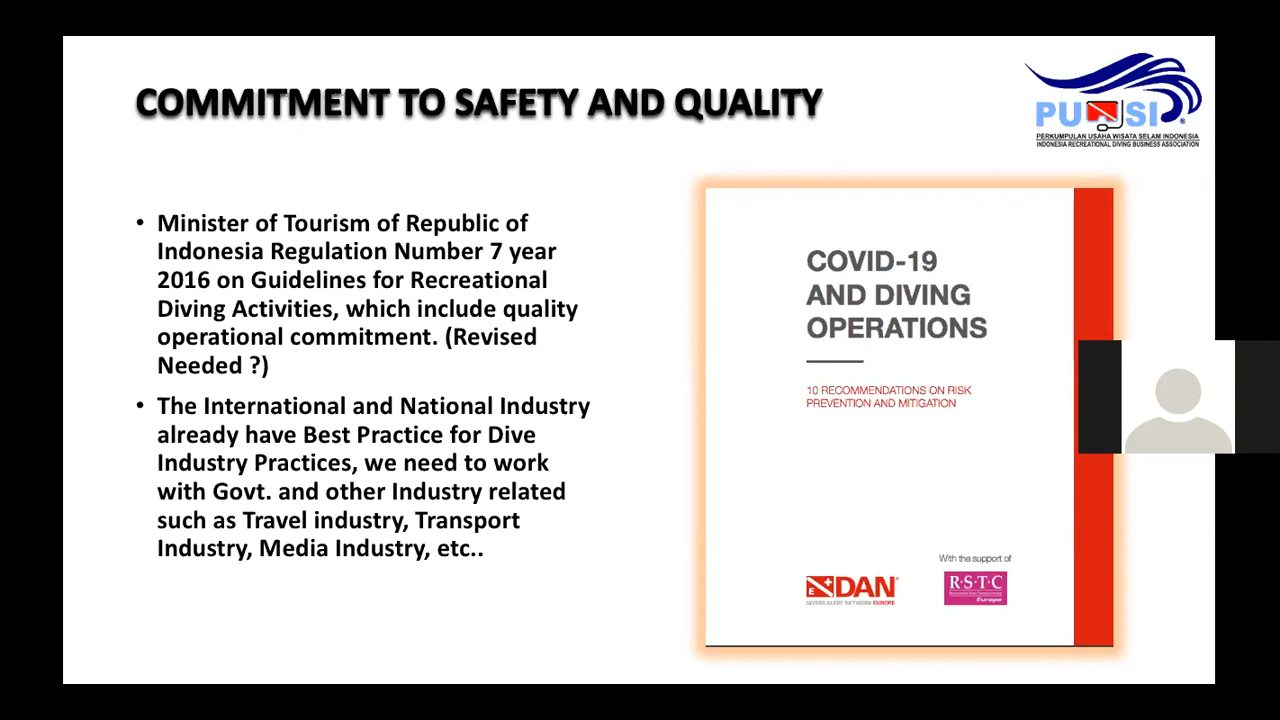 COMMITMENT TO SAFETY AND QUALITY
PUWSI
PERKUMPULAN USAHA WISATA SELAM INDONESIA
INDONESIA RECREATIONAL DIVING BUSINESS ASSOCIATION
• Minister of Tourism of Republic of
Indonesia Regulation Number 7 year
2016 on Guidelines for Recreational
Diving Activities, which include quality
operational commitment. (Revised
Needed ?)
• The International and National Industry
already have Best Practice for Dive
Industry Practices, we need to work
with Govt. and other Industry related
such as Travel industry, Transport
Industry, Media Industry, etc..
COVID-19
AND DIVING
OPERATIONS
10 RECOMMENDATIONS ON RISK
PREVENTION AND MITIGATION
With the support of
DAN
DIVERS ALERT NETWORK EUROPE
R·S·T·C
Europe